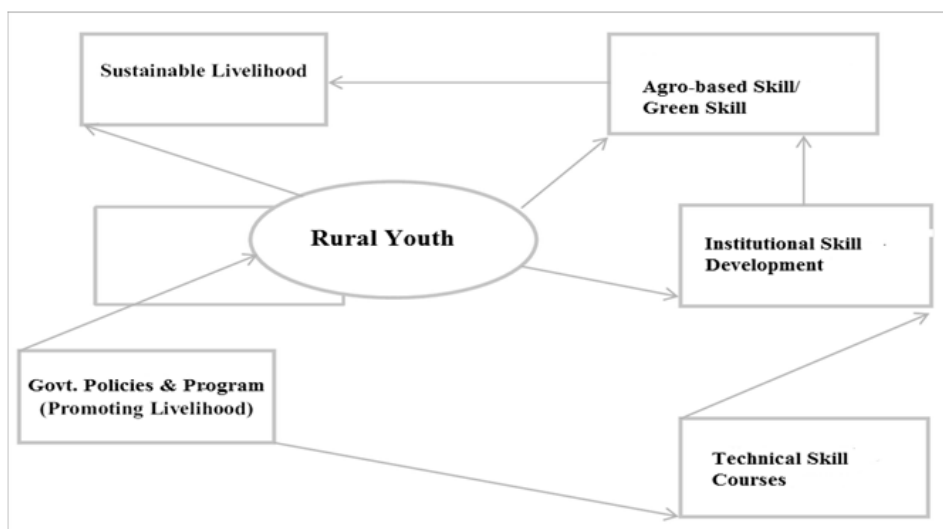 Sustainable Livelihood
Agro-based Skill/
Green Skill
Rural Youth
Institutional Skill
Development
Govt. Policies & Program
(Promoting Livelihood)
Technical Skill
Courses